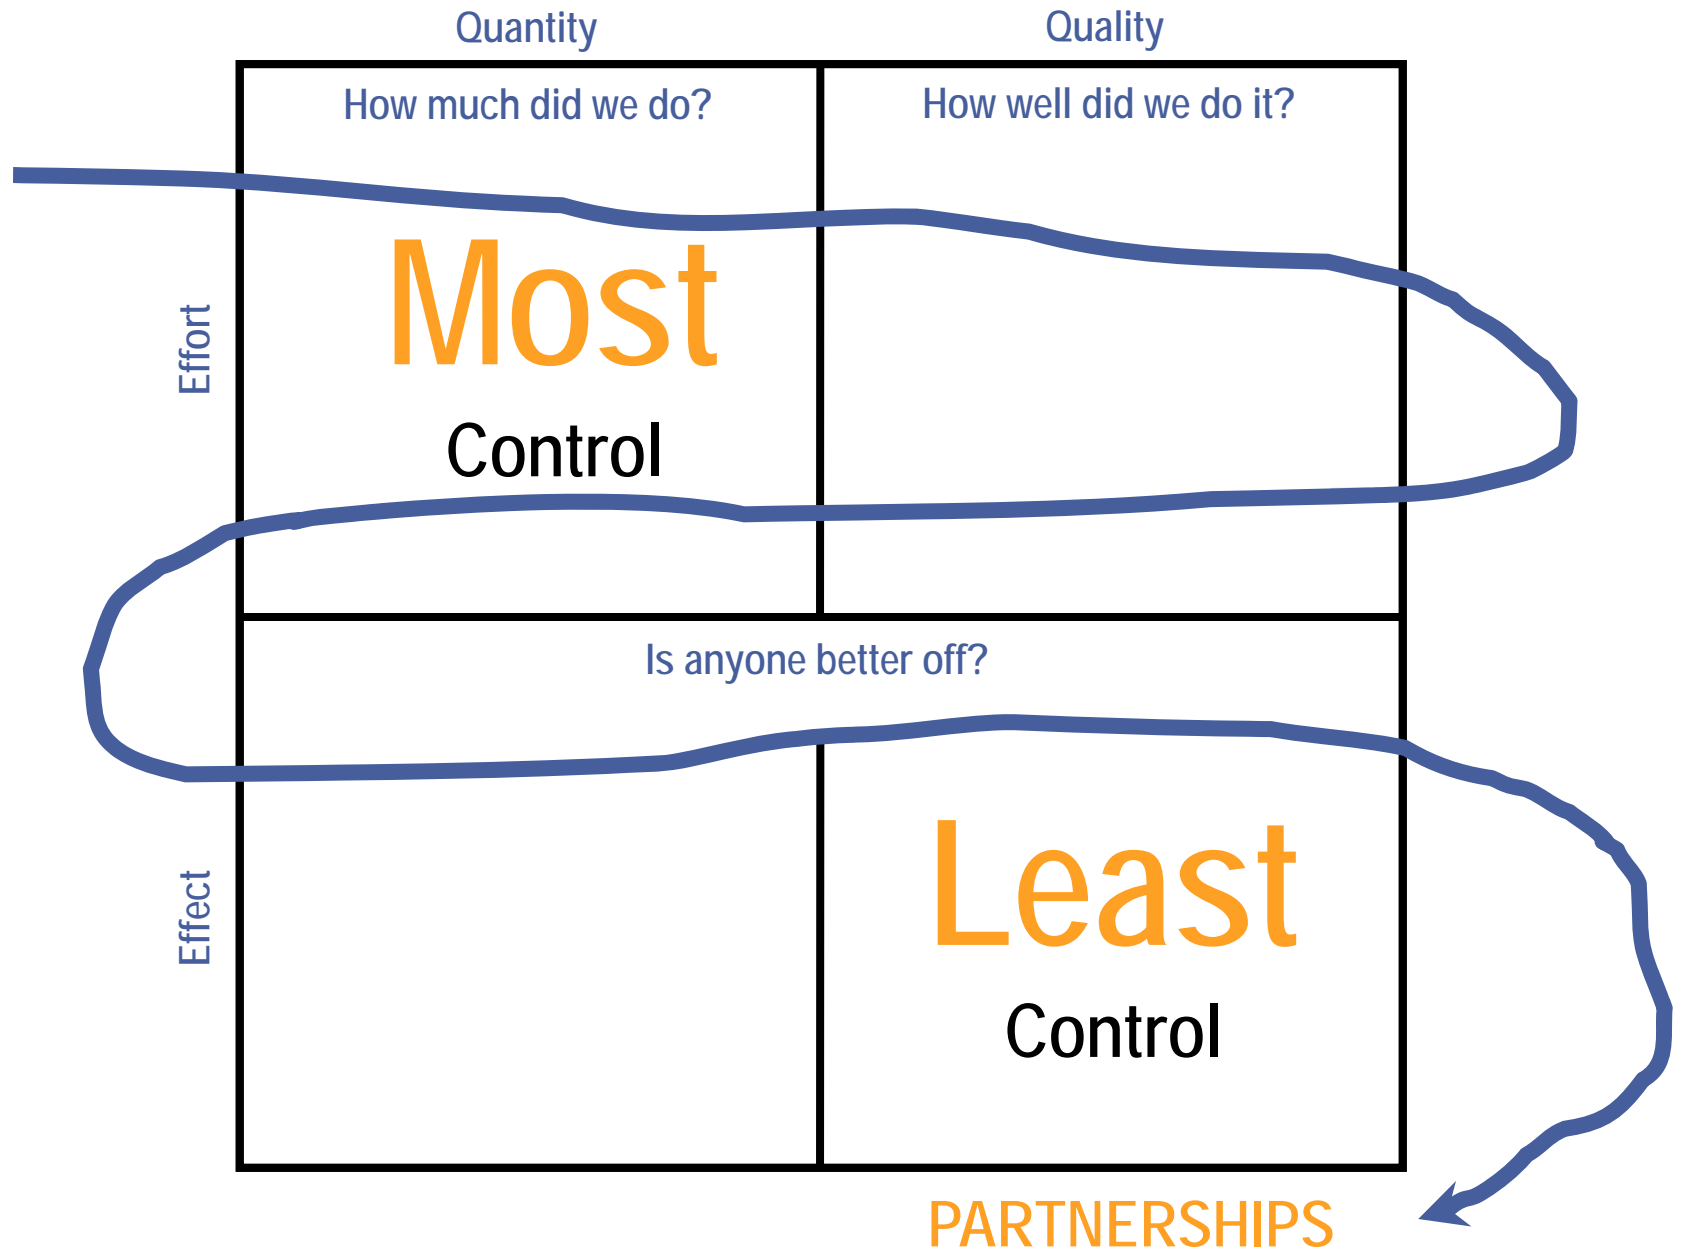 Quantity
Quality
How much did we do?
How well did we do it?
Effort
Most
Control
Is anyone better off?
Effect
Least
Control
PARTNERSHIPS